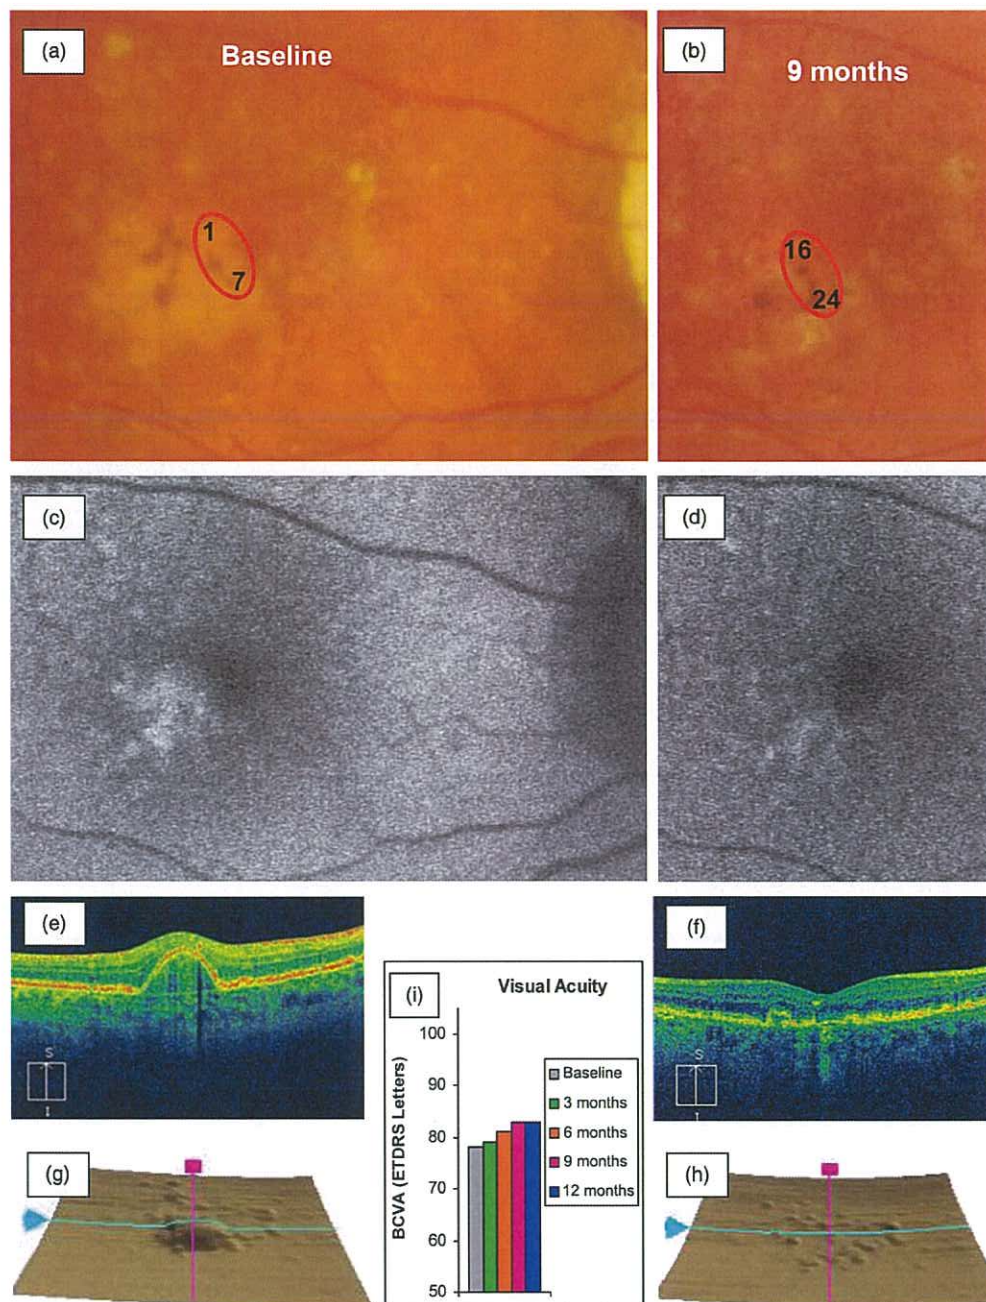 (a)
Baseline
1
7
(b)
9 months
16
24
(c)
(d)
(e)
S
I
(f)
S
I
(g)
(h)
(i)
Visual Acuity
BCVA (ETDRS Letters)
100
90
80
70
60
50
Baseline
3 months
6 months
9 months
12 months